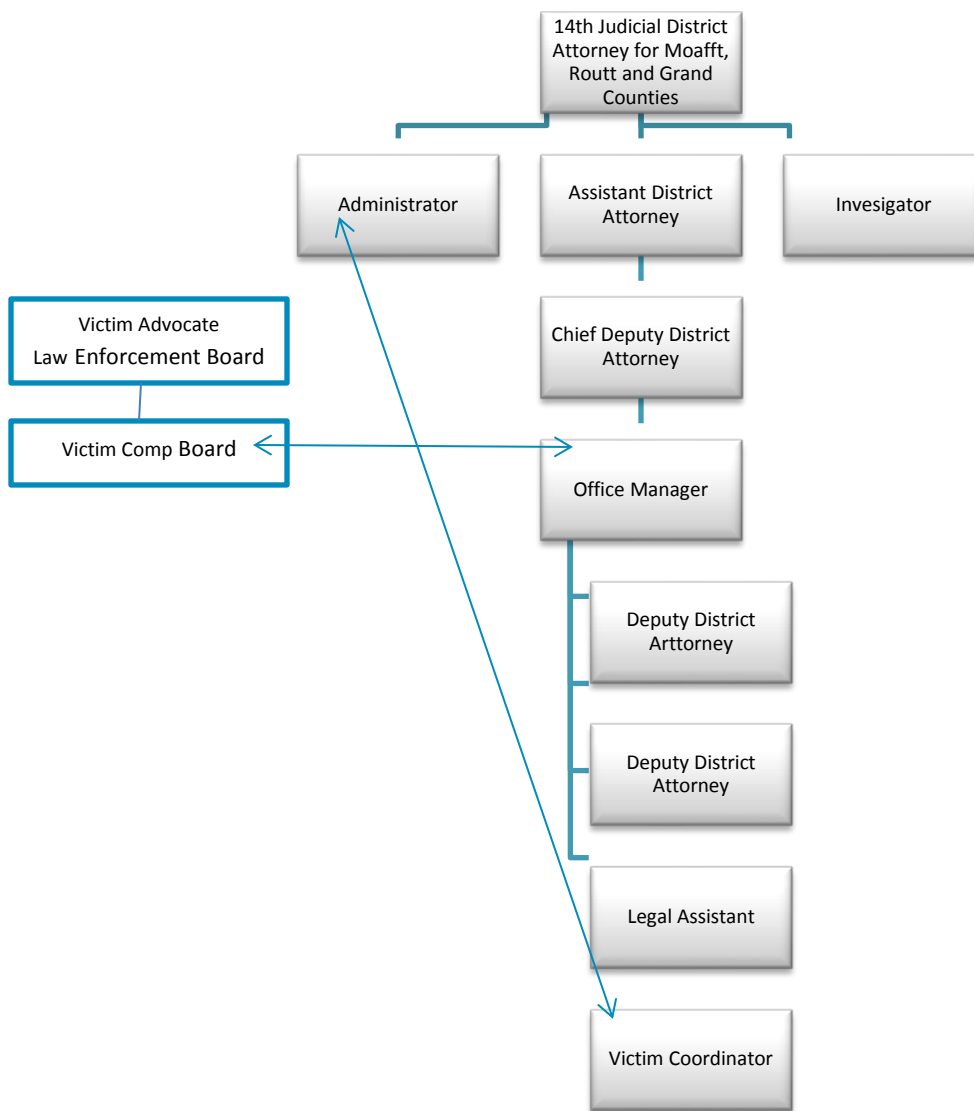 14th Judicial District
Attorney for Moafft,
Routt and Grand
Counties
Administrator
Assistant District
Attorney
Invesigator
Victim Advocate
Law Enforcement Board
Chief Deputy District
Attorney
Victim Comp Board
Office Manager
Deputy District
Arttorney
Deputy District
Attorney
Legal Assistant
Victim Coordinator